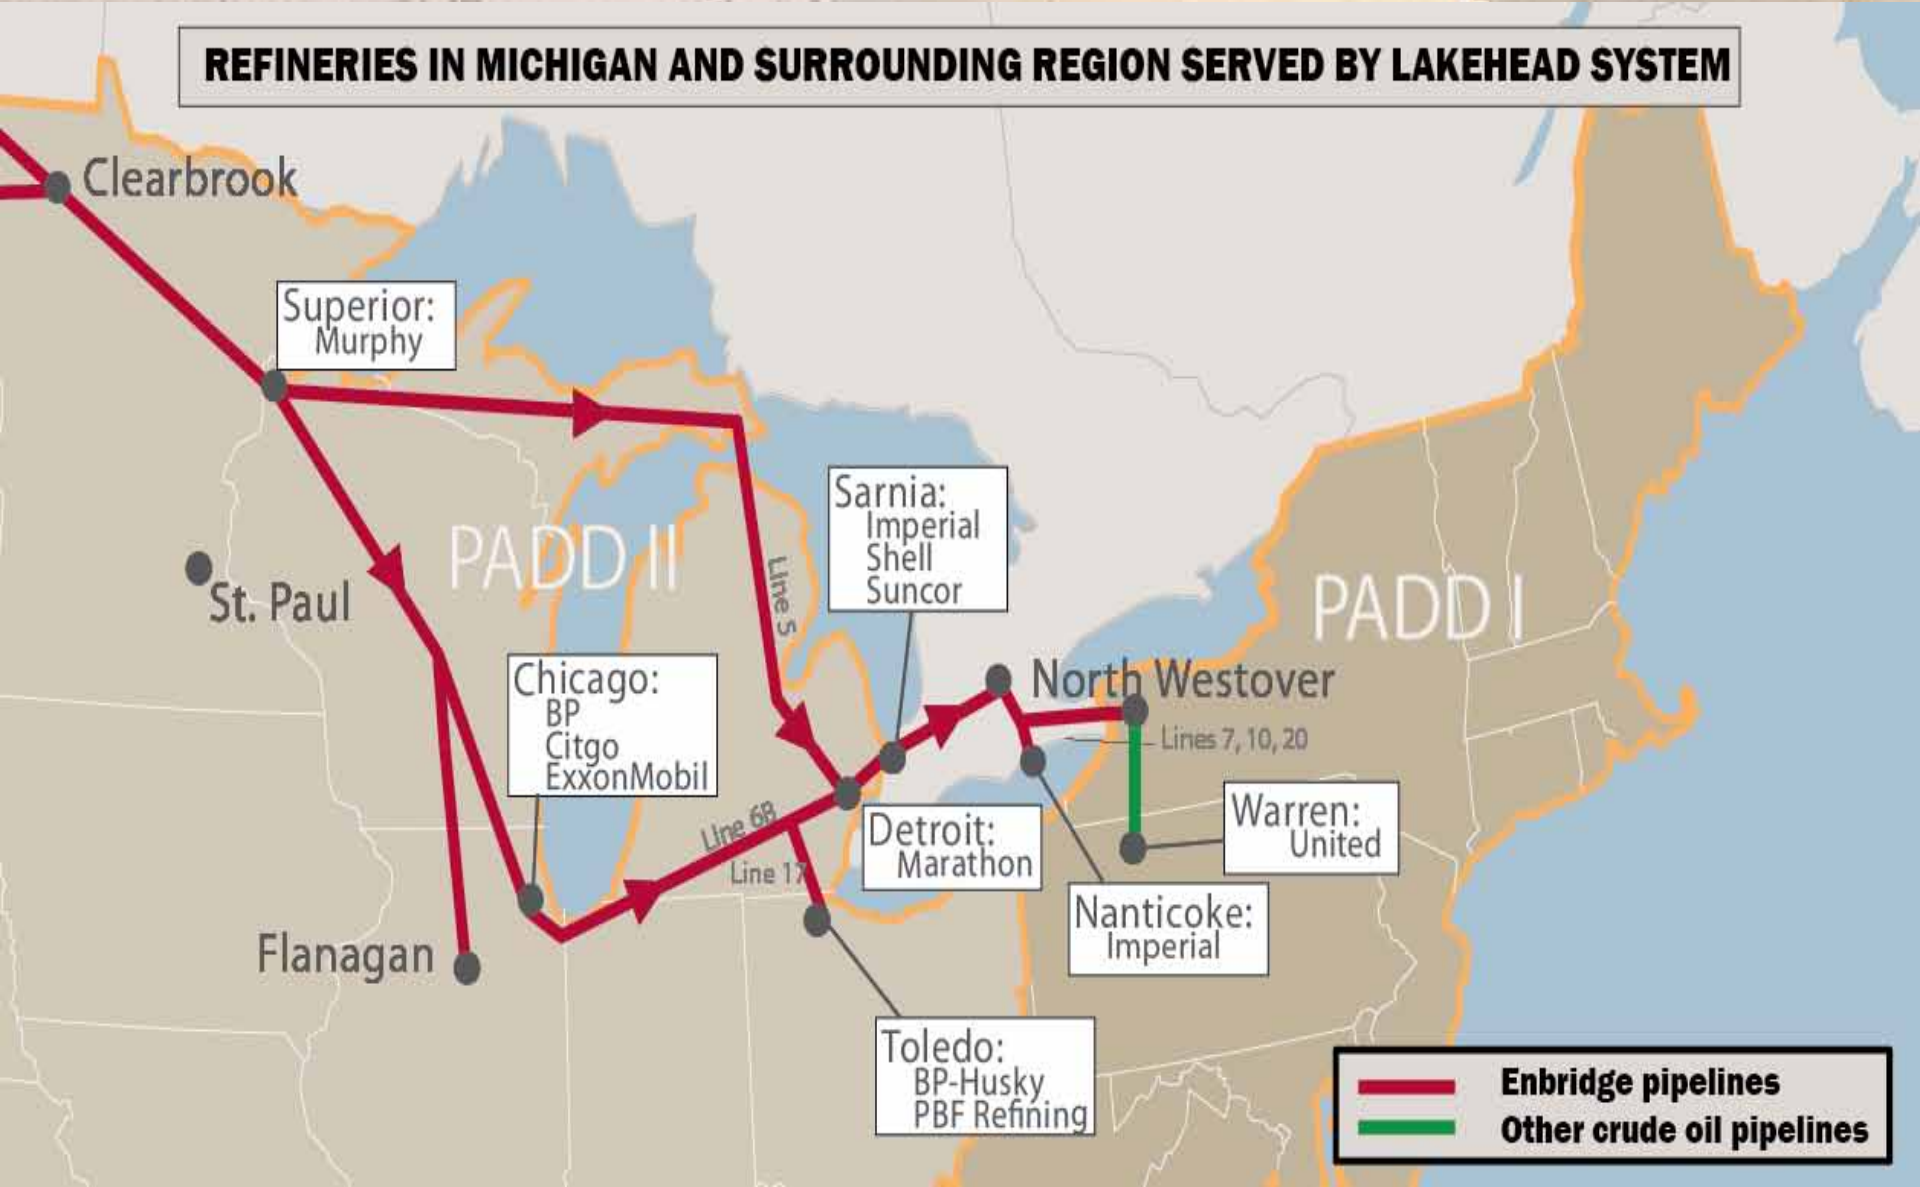 REFINERIES IN MICHIGAN AND SURROUNDING REGION SERVED BY LAKEHEAD SYSTEM
Clearbrook
Superior:
Murphy
Sarnia:
Imperial
Shell
Suncor
PADD II
Line 5
PADD I
St. Paul
Chicago:
BP
Citgo
ExxonMobil
North Westover
Lines 7, 10, 20
Line 6B
Line 17
Detroit:
Marathon
Warren:
United
Nanticoke:
Imperial
Flanagan
Toledo:
BP-Husky
PBF Refining
Enbridge pipelines
Other crude oil pipelines